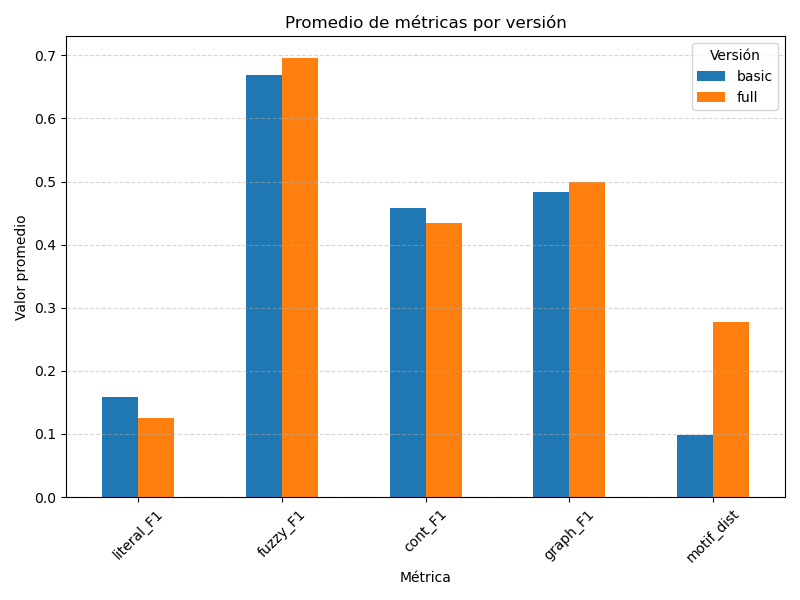 Promedio de métricas por versión
Versión
basic
full
Valor promedio
0.7
0.6
0.5
0.4
0.3
0.2
0.1
0.0
literal_F1
fuzzy_F1
cont_F1
graph_F1
motif_dist
Métrica